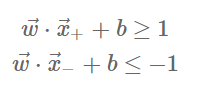 w⃗ · x⃗₊ + b ≥ 1
w⃗ · x⃗₋ + b ≤ −1